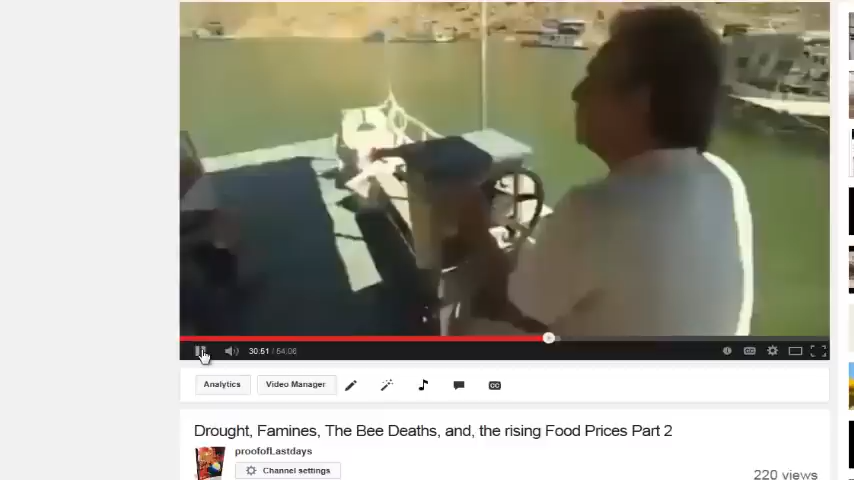 30:51 / 54:06
Analytics
Video Manager
CC
Drought, Famines, The Bee Deaths, and, the rising Food Prices Part 2
proofofLastdays
Channel settings
220 views